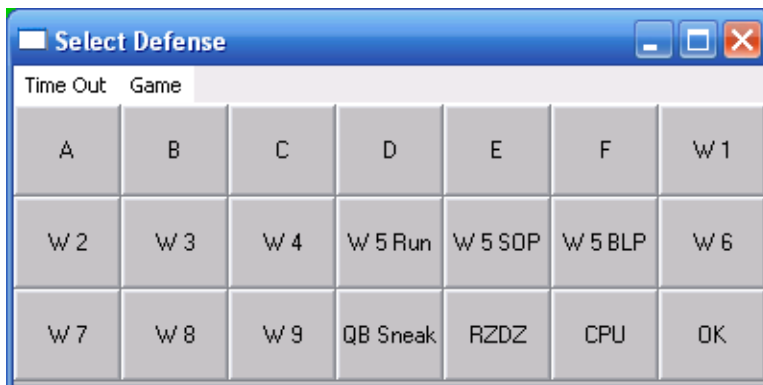 Select Defense
Time Out Game
A B C D E F W 1
W 2 W 3 W 4 W 5 Run W 5 SOP W 5 BLP W 6
W 7 W 8 W 9 QB Sneak RZDZ CPU OK